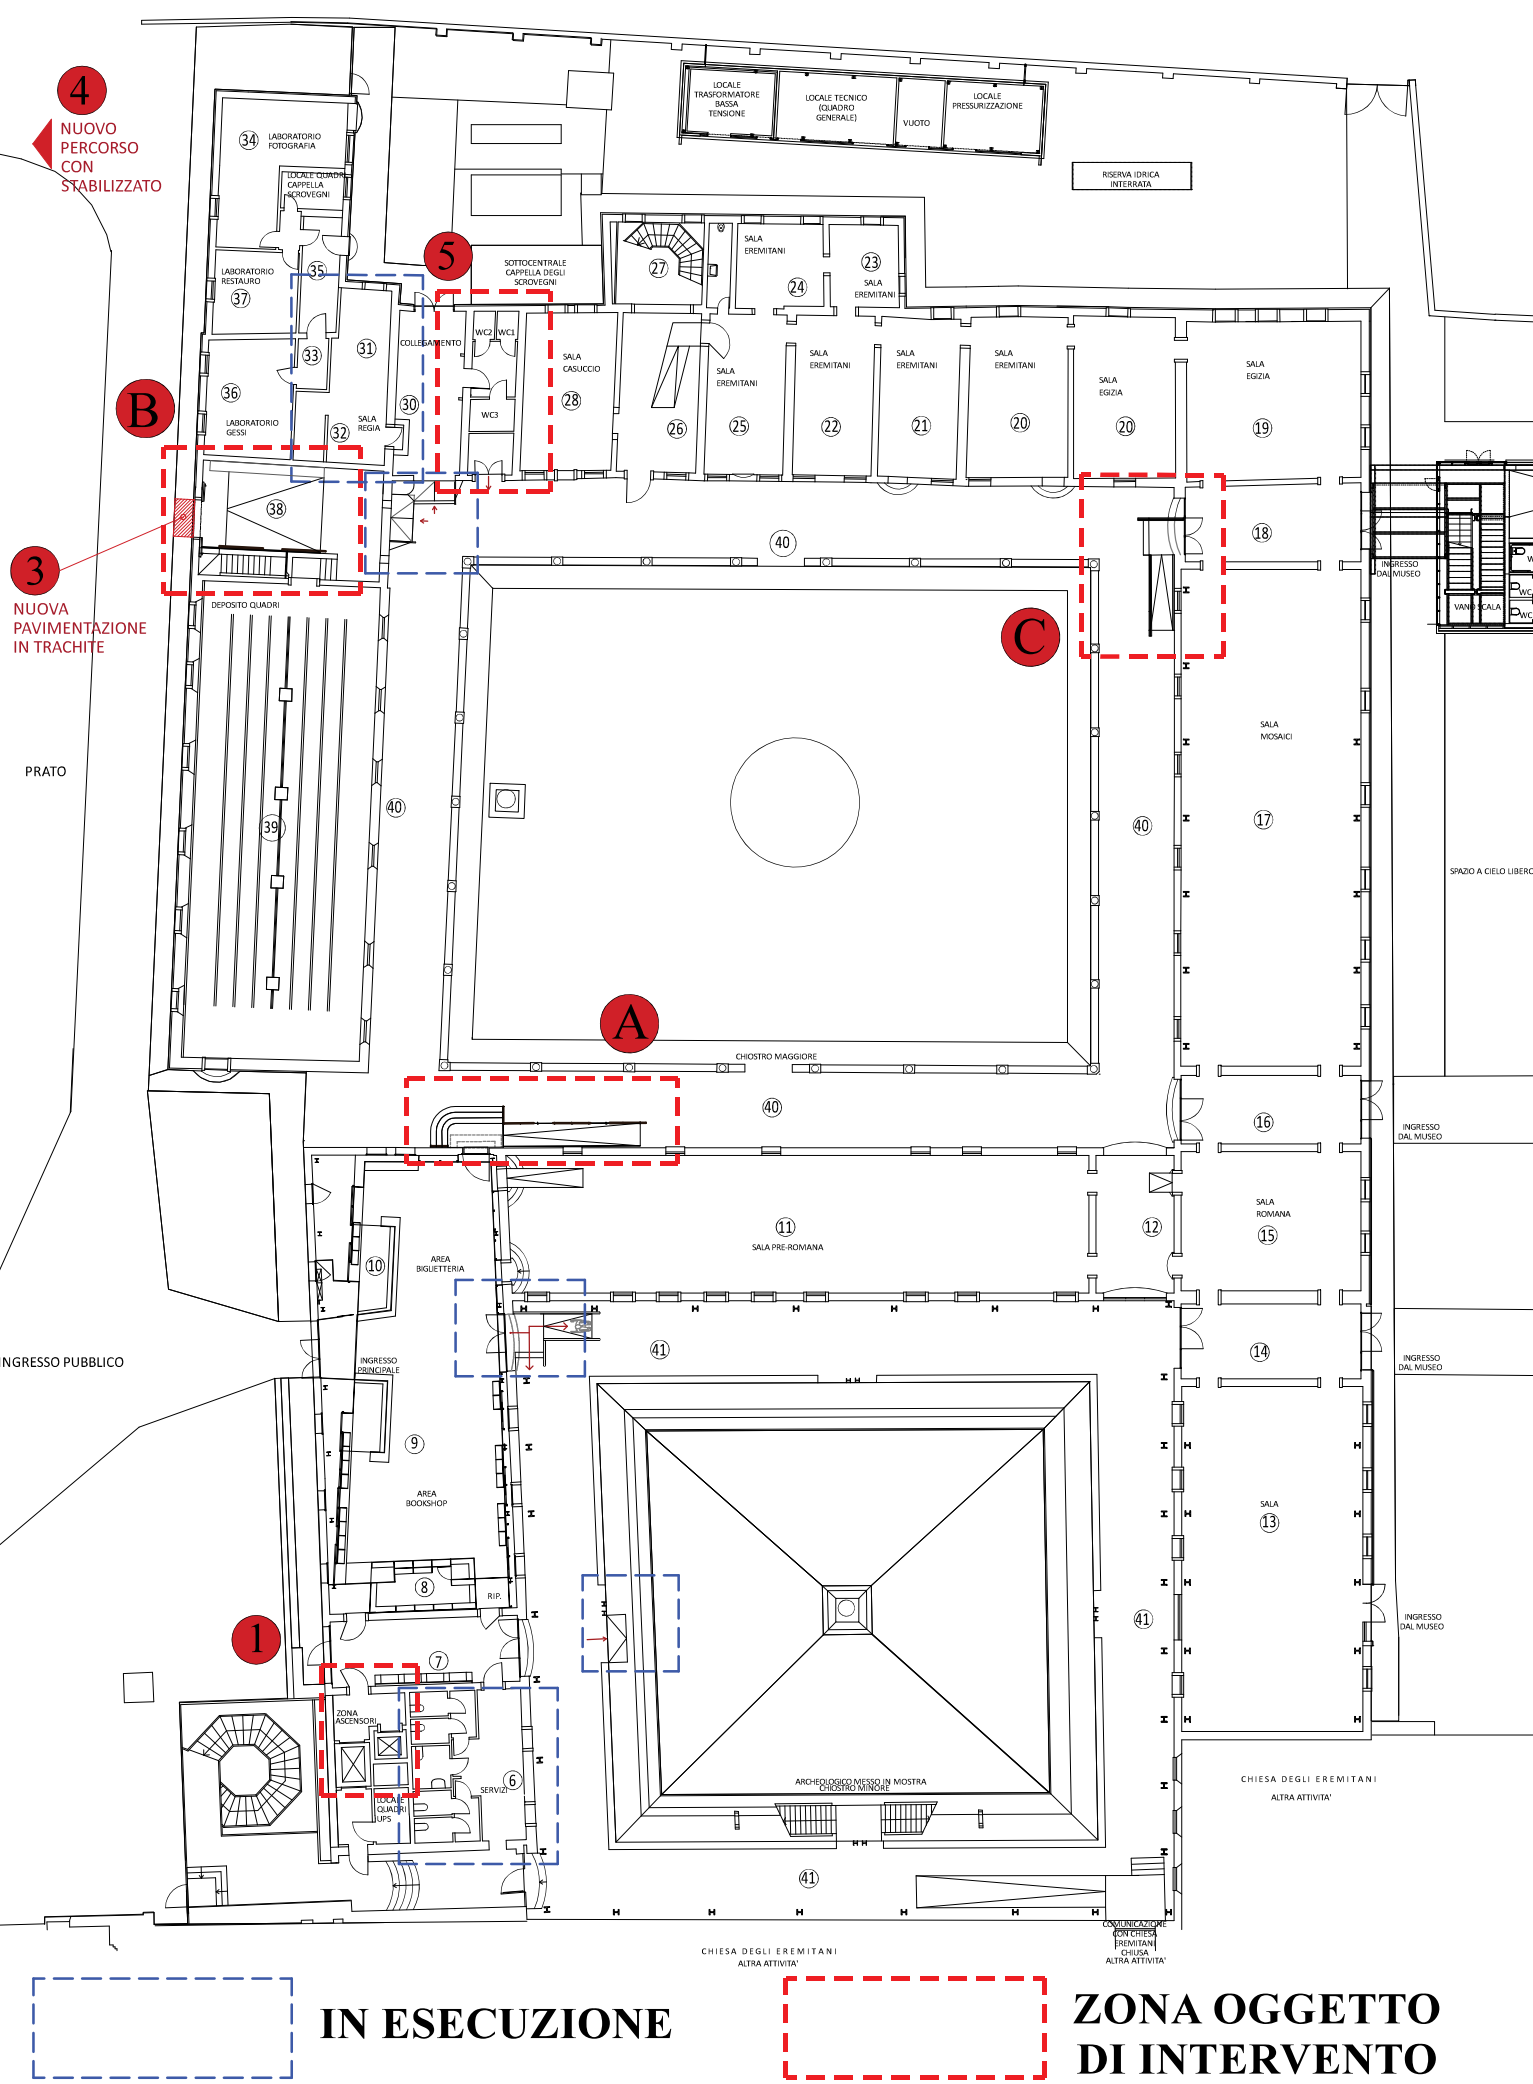 4
NUOVO
PERCORSO
CON
STABILIZZATO
34
LABORATORIO
FOTOGRAFIA
LOCALE QUADRI
CAPPELLA
SCROVEGNI
35
LABORATORIO
RESTAURO
37
33
31
36
LABORATORIO
GESSI
32
SALA
REGIA
COLLEGAMENTO
30
5
SOTTOCENTRALE
CAPPELLA DEGLI
SCROVEGNI
WC2
WC1
WC3
SALA
CASUCCIO
28
27
26
LOCALE
TRASFORMATORE
BASSA
TENSIONE
LOCALE TECNICO
(QUADRO
GENERALE)
VUOTO
LOCALE
PRESSURIZZAZIONE
RISERVA IDRICA
INTERRATA
SALA
EREMITANI
24
23
SALA
EREMITANI
SALA
EREMITANI
25
SALA
EREMITANI
22
SALA
EREMITANI
21
SALA
EREMITANI
20
SALA
EGIZIA
20
SALA
EGIZIA
19
18
INGRESSO
DAL MUSEO
VANO SCALA
W
WC
WC
B
38
3
NUOVA
PAVIMENTAZIONE
IN TRACHITE
DEPOSITO QUADRI
40
C
PRATO
39
40
40
SALA
MOSAICI
17
SPAZIO A CIELO LIBERO
A
CHIOSTRO MAGGIORE
40
16
INGRESSO
DAL MUSEO
10
AREA
BIGLIETTERIA
11
SALA PRE-ROMANA
12
SALA
ROMANA
15
INGRESSO PUBBLICO
INGRESSO
PRINCIPALE
41
14
INGRESSO
DAL MUSEO
9
AREA
BOOKSHOP
SALA
13
8
RIP.
41
INGRESSO
DAL MUSEO
1
7
ZONA
ASCENSORI
SERVIZI
6
LOCALE
QUADRI
UPS
ARCHEOLOGICO MESSO IN MOSTRA
CHIOSTRO MINORE
CHIESA DEGLI EREMITANI
ALTRA ATTIVITA'
41
COMUNICAZIONE
CON CHIESA
EREMITANI
CHIUSA
ALTRA ATTIVITA'
CHIESA DEGLI EREMITANI
ALTRA ATTIVITA'
IN ESECUZIONE
ZONA OGGETTO
DI INTERVENTO